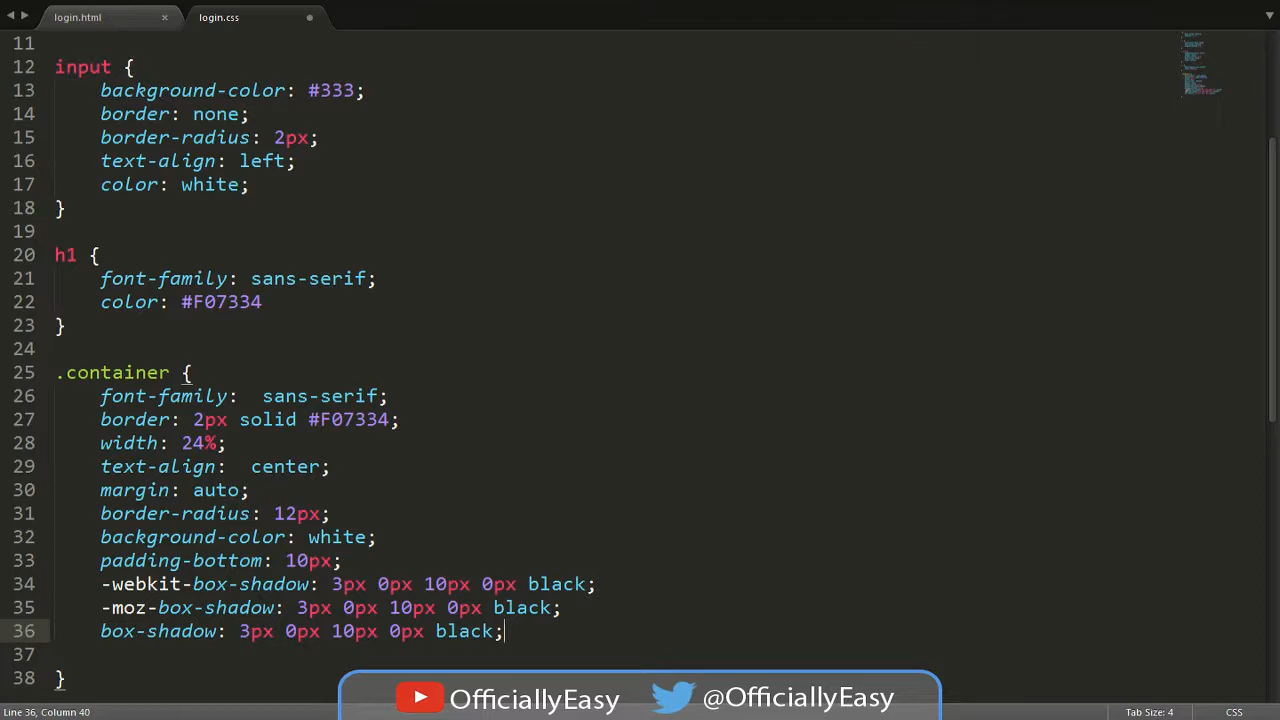 login.html × login.css
11
12 input {
13 background-color: #333;
14 border: none;
15 border-radius: 2px;
16 text-align: left;
17 color: white;
18 }
19
20 h1 {
21 font-family: sans-serif;
22 color: #F07334
23 }
24
25 .container {
26 font-family:  sans-serif;
27 border: 2px solid #F07334;
28 width: 24%;
29 text-align:  center;
30 margin: auto;
31 border-radius: 12px;
32 background-color: white;
33 padding-bottom: 10px;
34 -webkit-box-shadow: 3px 0px 10px 0px black;
35 -moz-box-shadow: 3px 0px 10px 0px black;
36 box-shadow: 3px 0px 10px 0px black;
37
38 }
OfficiallyEasy @OfficiallyEasy
Line 36, Column 40 Tab Size: 4 CSS